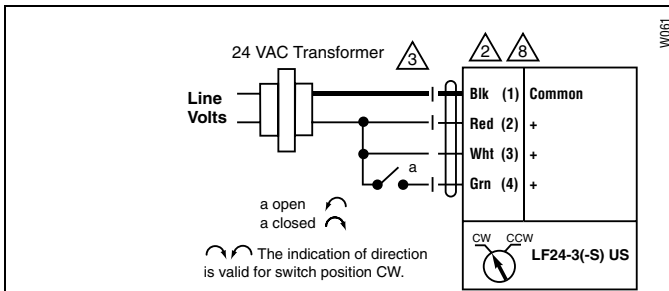 W061
24 VAC Transformer
3
2
8
Line
Volts
Blk (1) Common
Red (2) +
Wht (3) +
a
Grn (4) +
a open
a closed
The indication of direction
is valid for switch position CW.
CW CCW
LF24-3(-S) US